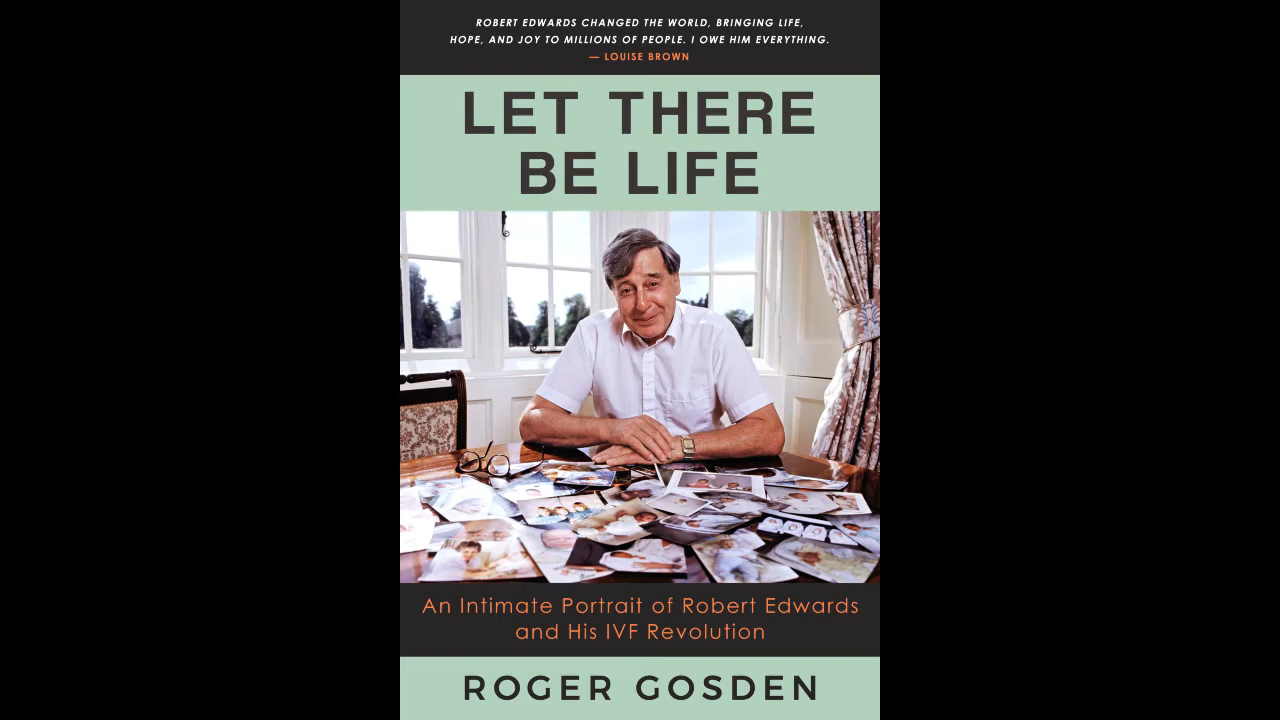 ROBERT EDWARDS CHANGED THE WORLD, BRINGING LIFE,
HOPE, AND JOY TO MILLIONS OF PEOPLE. I OWE HIM EVERYTHING.
— LOUISE BROWN
LET THERE
BE LIFE
An Intimate Portrait of Robert Edwards
and His IVF Revolution
ROGER GOSDEN